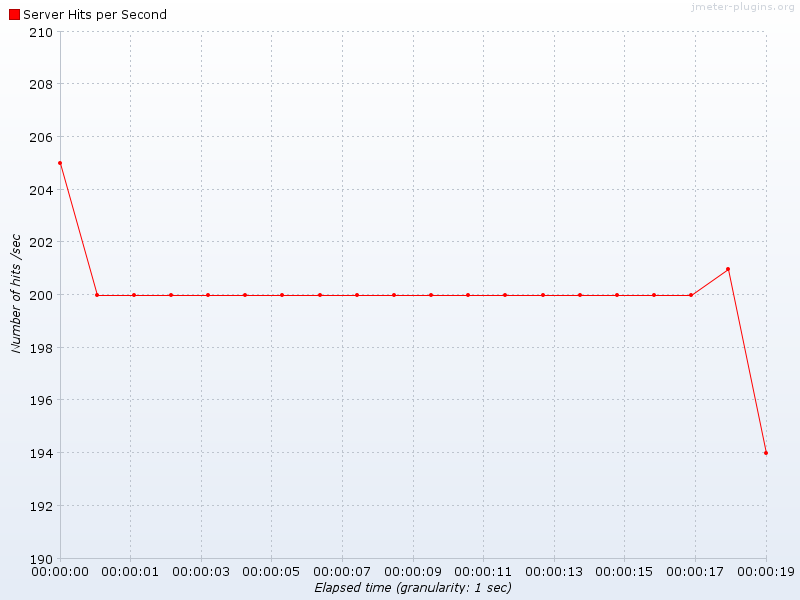 jmeter-plugins.org
Server Hits per Second
210
208
206
204
202
200
198
196
194
192
190
Number of hits /sec
00:00:00 00:00:01 00:00:03 00:00:05 00:00:07 00:00:09 00:00:11 00:00:13 00:00:15 00:00:17 00:00:19
Elapsed time (granularity: 1 sec)